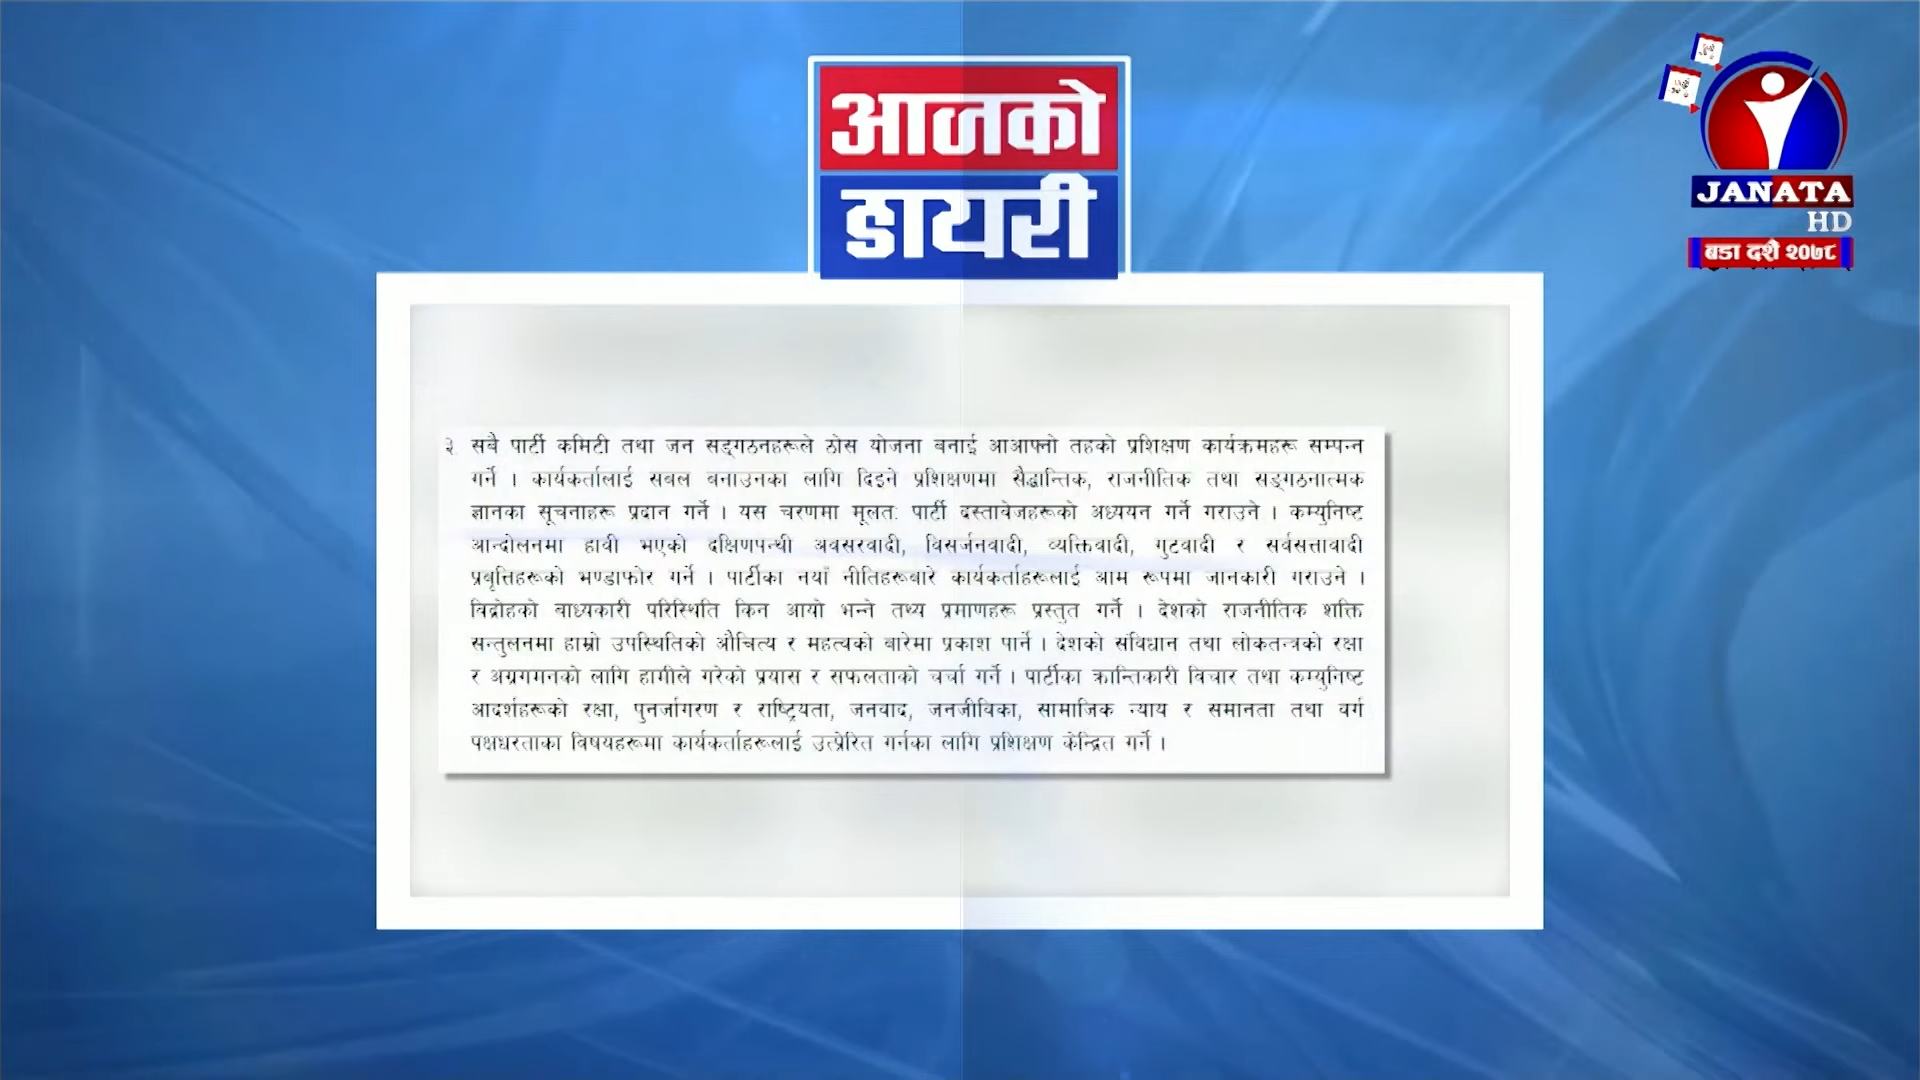 आजको
डायरी
JANATA
HD
बडा दशैं २०७८
३. सबै पार्टी कमिटी तथा जन सङ्गठनहरूले ठोस योजना बनाई आआफ्नो तहको प्रशिक्षण कार्यक्रमहरू सम्पन्न
गर्ने । कार्यकर्तालाई सबल बनाउनका लागि दिइने प्रशिक्षणमा सैद्धान्तिक, राजनीतिक तथा सङ्गठनात्मक
ज्ञानका सूचनाहरू प्रदान गर्ने । यस चरणमा मूलत: पार्टी दस्तावेजहरूको अध्ययन गर्ने गराउने । कम्युनिष्ट
आन्दोलनमा हावी भएको दक्षिणपन्थी अवसरवादी, विसर्जनवादी, व्यक्तिवादी, गुटवादी र सर्वसत्तावादी
प्रवृत्तिहरूको भण्डाफोर गर्ने । पार्टीका नयाँ नीतिहरूबारे कार्यकर्ताहरूलाई आम रूपमा जानकारी गराउने ।
विद्रोहको बाध्यकारी परिस्थिति किन आयो भन्ने तथ्य प्रमाणहरू प्रस्तुत गर्ने । देशको राजनीतिक शक्ति
सन्तुलनमा हाम्रो उपस्थितिको औचित्य र महत्वको बारेमा प्रकाश पार्ने । देशको संविधान तथा लोकतन्त्रको रक्षा
र अग्रगमनको लागि हामीले गरेको प्रयास र सफलताको चर्चा गर्ने । पार्टीका क्रान्तिकारी विचार तथा कम्युनिष्ट
आदर्शहरूको रक्षा, पुनर्जागरण र राष्ट्रियता, जनवाद, जनजीविका, सामाजिक न्याय र समानता तथा वर्ग
पक्षधरताका विषयहरूमा कार्यकर्ताहरूलाई उत्प्रेरित गर्नका लागि प्रशिक्षण केन्द्रित गर्ने ।